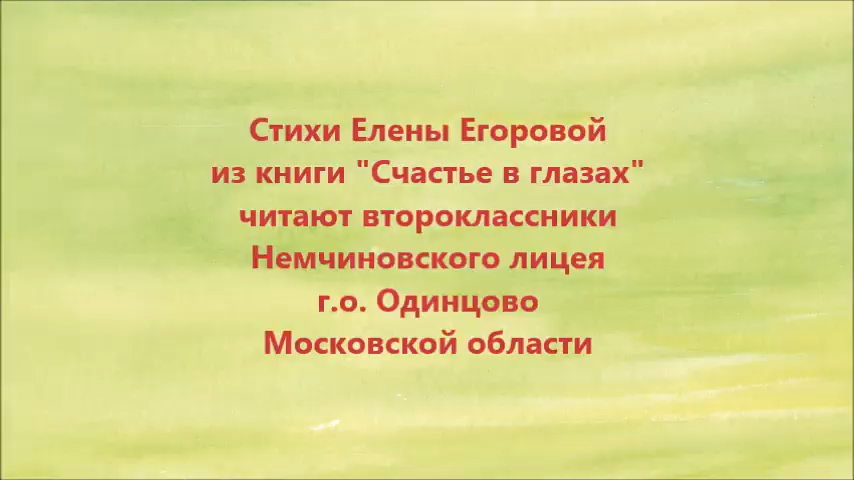 Стихи Елены Егоровой
из книги "Счастье в глазах"
читают второклассники
Немчиновского лицея
г.о. Одинцово
Московской области